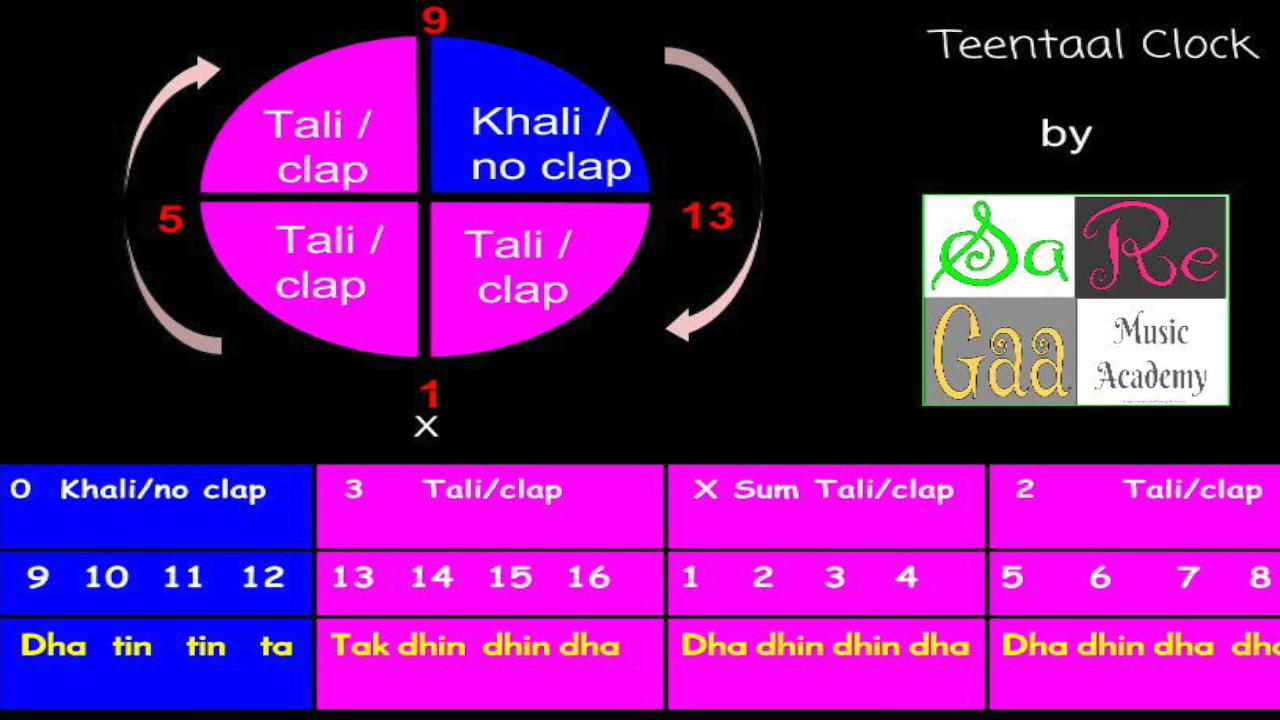 9
Teentaal Clock
by
Tali /
clap
Khali /
no clap
5
13
Tali /
clap
Tali /
clap
1
X
Sa Re
Gaa Music
Academy
0 Khali/no clap 3 Tali/clap X Sum Tali/clap 2 Tali/clap
9 10 11 12 13 14 15 16 1 2 3 4 5 6 7 8
Dha tin tin ta Tak dhin dhin dha Dha dhin dhin dha Dha dhin dha